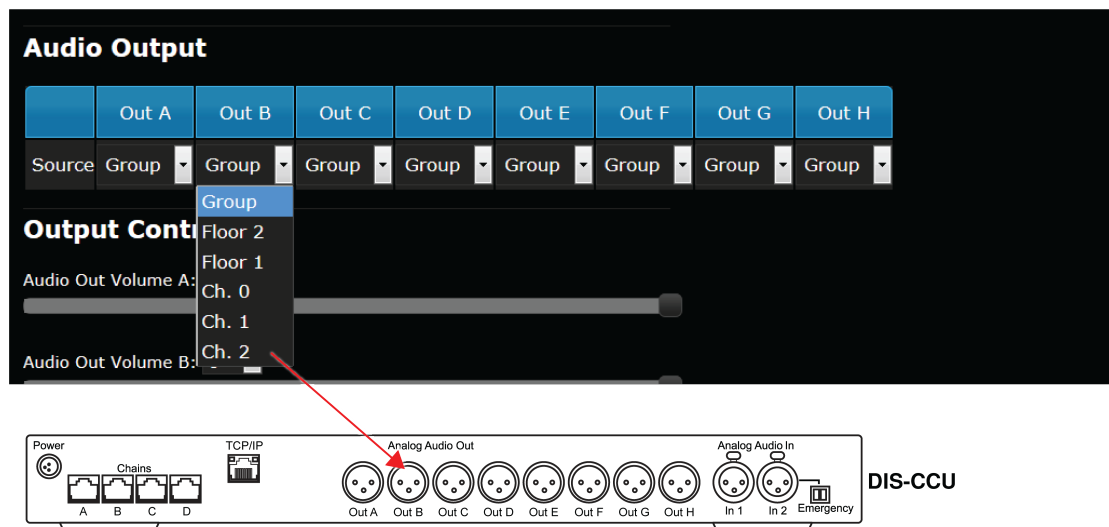 Audio Output
Out A Out B Out C Out D Out E Out F Out G Out H
Source Group Group Group Group Group Group Group Group
Group
Floor 2
Floor 1
Ch. 0
Ch. 1
Ch. 2
Output Contr
Audio Out Volume A:
Audio Out Volume B:
Power TCP/IP Analog Audio Out Analog Audio In
Chains
DIS-CCU
A B C D Out A Out B Out C Out D Out E Out F Out G Out H In 1 In 2 Emergency